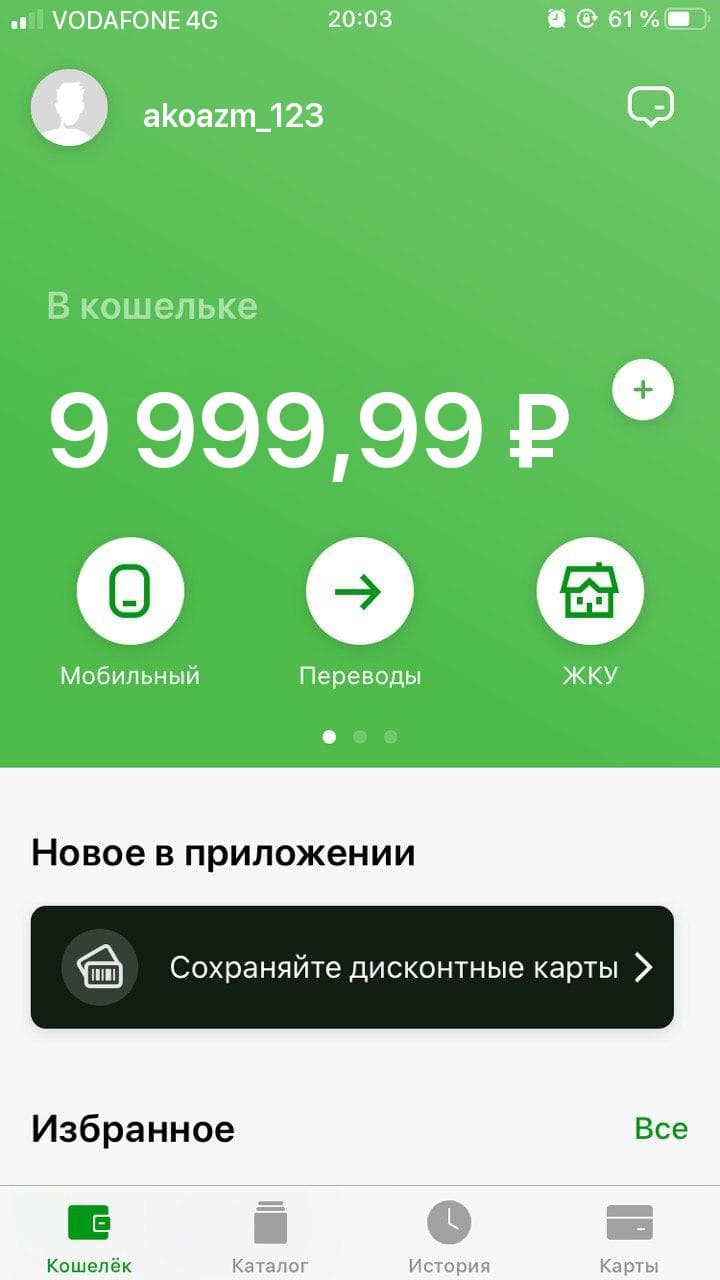 VODAFONE 4G 20:03 61 %
akoazm_123
В кошельке
9 999,99 ₽
Мобильный Переводы ЖКУ
Новое в приложении
Сохраняйте дисконтные карты
Избранное Все
Кошелёк Каталог История Карты